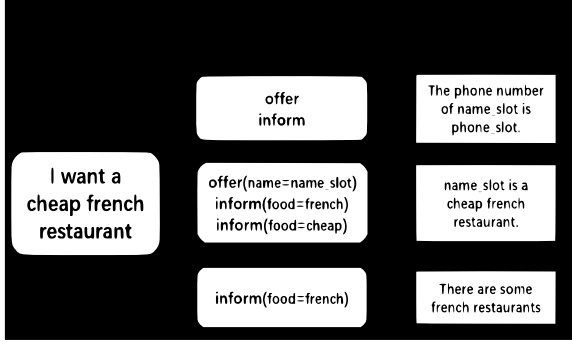 I want a
cheap french
restaurant
offer
inform
The phone number
of name_slot is
phone_slot.
offer(name=name_slot)
inform(food=french)
inform(food=cheap)
name_slot is a
cheap french
restaurant.
inform(food=french)
There are some
french restaurants